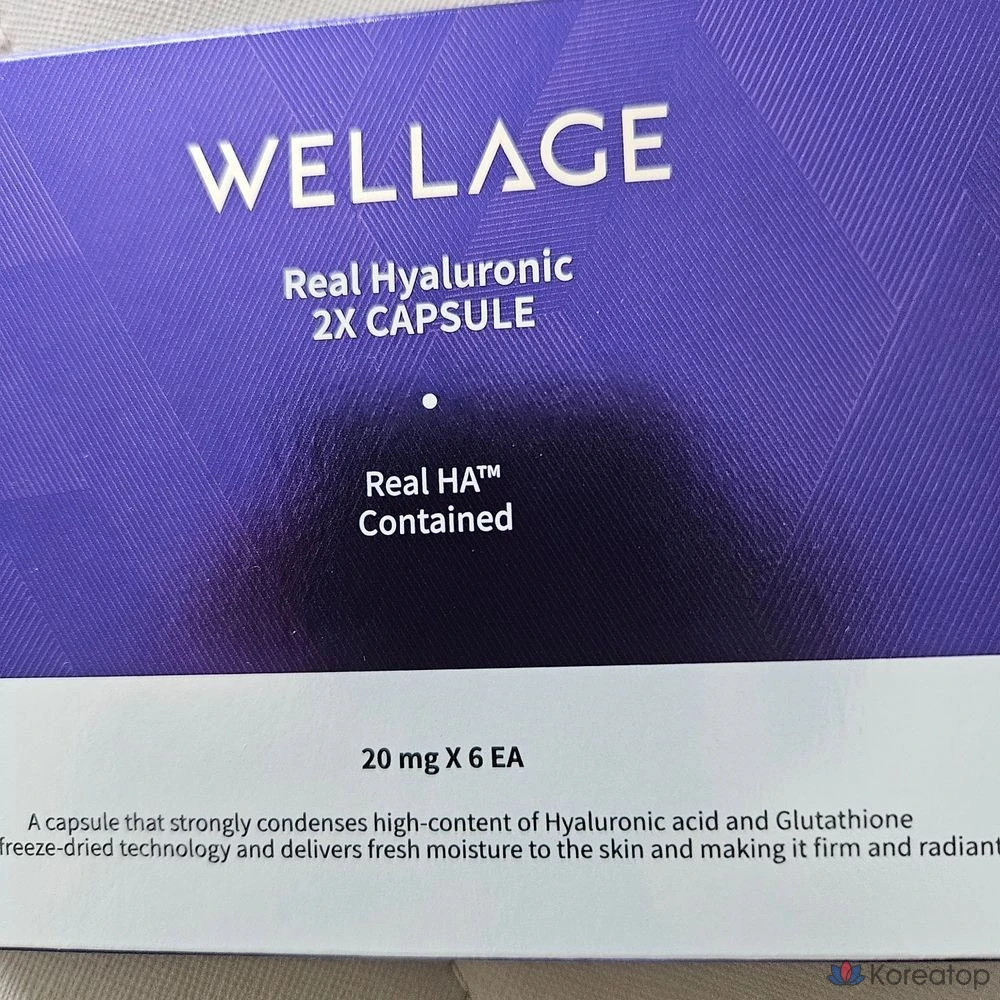 WELLAGE
Real Hyaluronic
2X CAPSULE
Real HA™
Contained
20 mg X 6 EA
A capsule that strongly condenses high-content of Hyaluronic acid and Glutathione
freeze-dried technology and delivers fresh moisture to the skin and making it firm and radiant
Koreatop